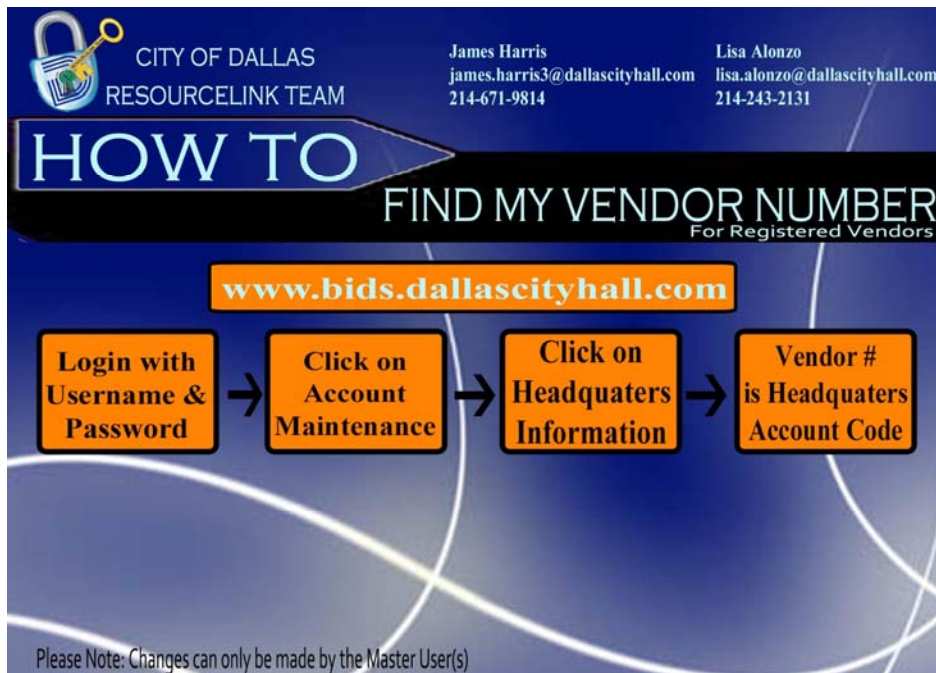 CITY OF DALLAS
RESOURCELINK TEAM
James Harris
james.harris3@dallascityhall.com
214-671-9814
Lisa Alonzo
lisa.alonzo@dallascityhall.com
214-243-2131
HOW TO
FIND MY VENDOR NUMBER
For Registered Vendors
www.bids.dallascityhall.com
Login with
Username &
Password
Click on
Account
Maintenance
Click on
Headquaters
Information
Vendor #
is Headquaters
Account Code
Please Note: Changes can only be made by the Master User(s)